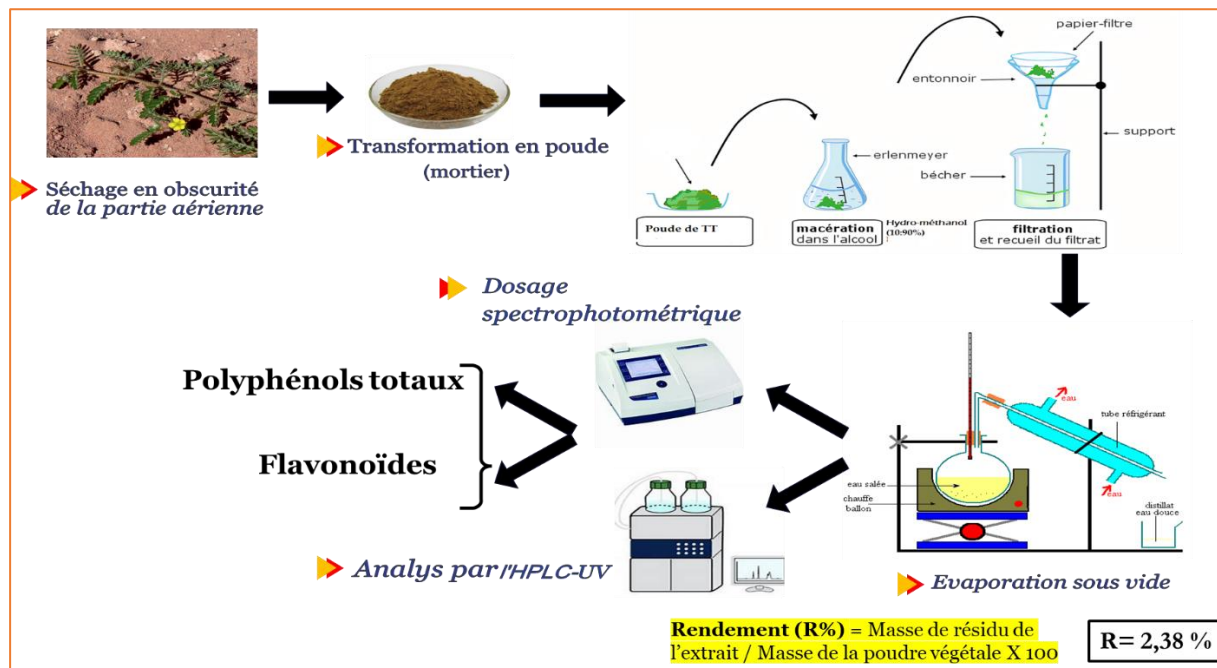 Séchage en obscurité
de la partie aérienne
Transformation en poude
(mortier)
Poude de TT
erlenmeyer
macération
dans l'alcool
Hydro-méthanol
(10:90%)
papier-filtre
entonnoir
support
bécher
filtration
et recueil du filtrat
eau
tube réfrigérant
eau salée
chauffe
ballon
eau
distillat
eau douce
Evaporation sous vide
Dosage
spectrophotométrique
Polyphénols totaux
Flavonoïdes
Analys par l'HPLC-UV
Rendement (R%) = Masse de résidu de
l'extrait / Masse de la poudre végétale X 100
R= 2,38 %